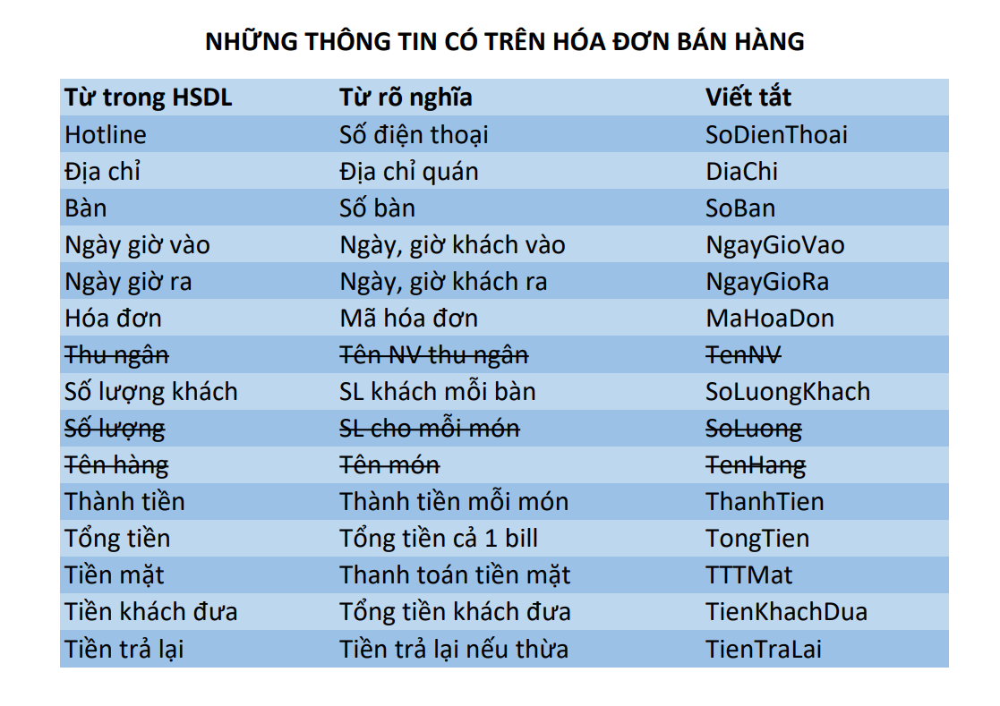 NHỮNG THÔNG TIN CÓ TRÊN HÓA ĐƠN BÁN HÀNG
Từ trong HSDL Từ rõ nghĩa Viết tắt
Hotline Số điện thoại SoDienThoai
Địa chỉ Địa chỉ quán DiaChi
Bàn Số bàn SoBan
Ngày giờ vào Ngày, giờ khách vào NgayGioVao
Ngày giờ ra Ngày, giờ khách ra NgayGioRa
Hóa đơn Mã hóa đơn MaHoaDon
Thu ngân Tên NV thu ngân TenNV
Số lượng khách SL khách mỗi bàn SoLuongKhach
Số lượng SL cho mỗi món SoLuong
Tên hàng Tên món TenHang
Thành tiền Thành tiền mỗi món ThanhTien
Tổng tiền Tổng tiền cả 1 bill TongTien
Tiền mặt Thanh toán tiền mặt TTTMat
Tiền khách đưa Tổng tiền khách đưa TienKhachDua
Tiền trả lại Tiền trả lại nếu thừa TienTraLai